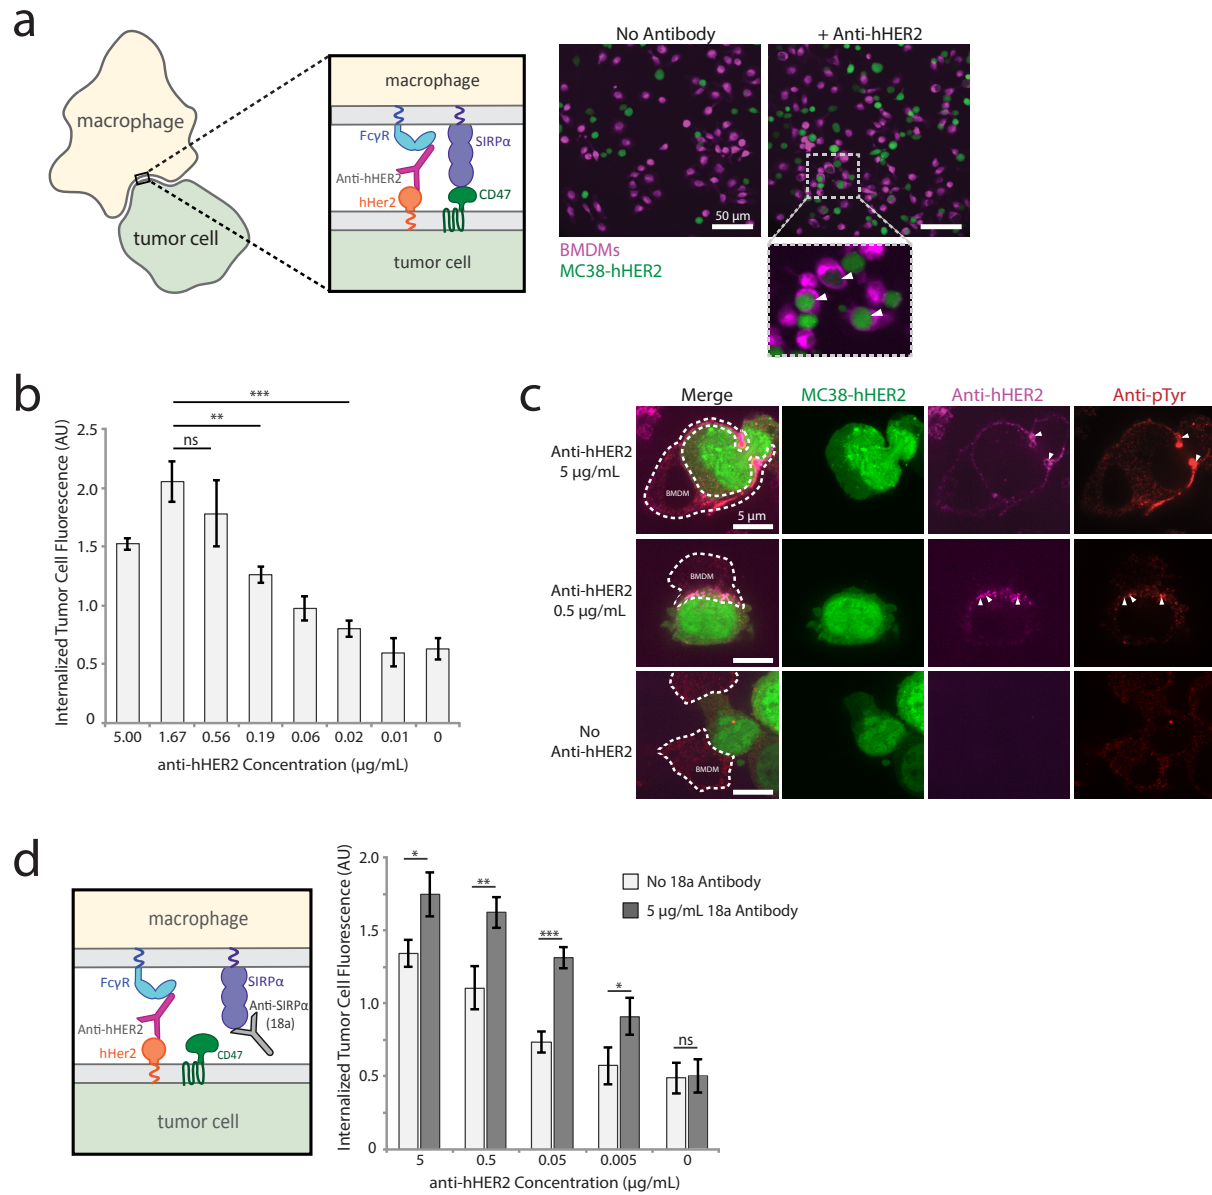 a
macrophage
tumor cell
macrophage
FcγR
SIRPα
Anti-hHER2
hHer2
CD47
tumor cell
No Antibody
+ Anti-hHER2
50 μm
BMDMs
MC38-hHER2
b
Internalized Tumor Cell Fluorescence (AU)
2.5
2.0
1.5
1.0
0.5
0
***
**
ns
5.00 1.67 0.56 0.19 0.06 0.02 0.01 0
anti-hHER2 Concentration (μg/mL)
c
Merge MC38-hHER2 Anti-hHER2 Anti-pTyr
Anti-hHER2
5 μg/mL
BMDM
5 μm
Anti-hHER2
0.5 μg/mL
BMDM
No
Anti-hHER2
BMDM
d
macrophage
FcγR
SIRPα
Anti-SIRPα
(18a)
Anti-hHER2
hHer2
CD47
tumor cell
Internalized Tumor Cell Fluorescence (AU)
2.0
1.5
1.0
0.5
0
* ** *** * ns
No 18a Antibody
5 μg/mL 18a Antibody
5 0.5 0.05 0.005 0
anti-hHER2 Concentration (μg/mL)